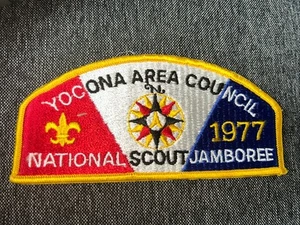 YOCONA AREA COUNCIL
N
1977
NATIONAL SCOUT JAMBOREE